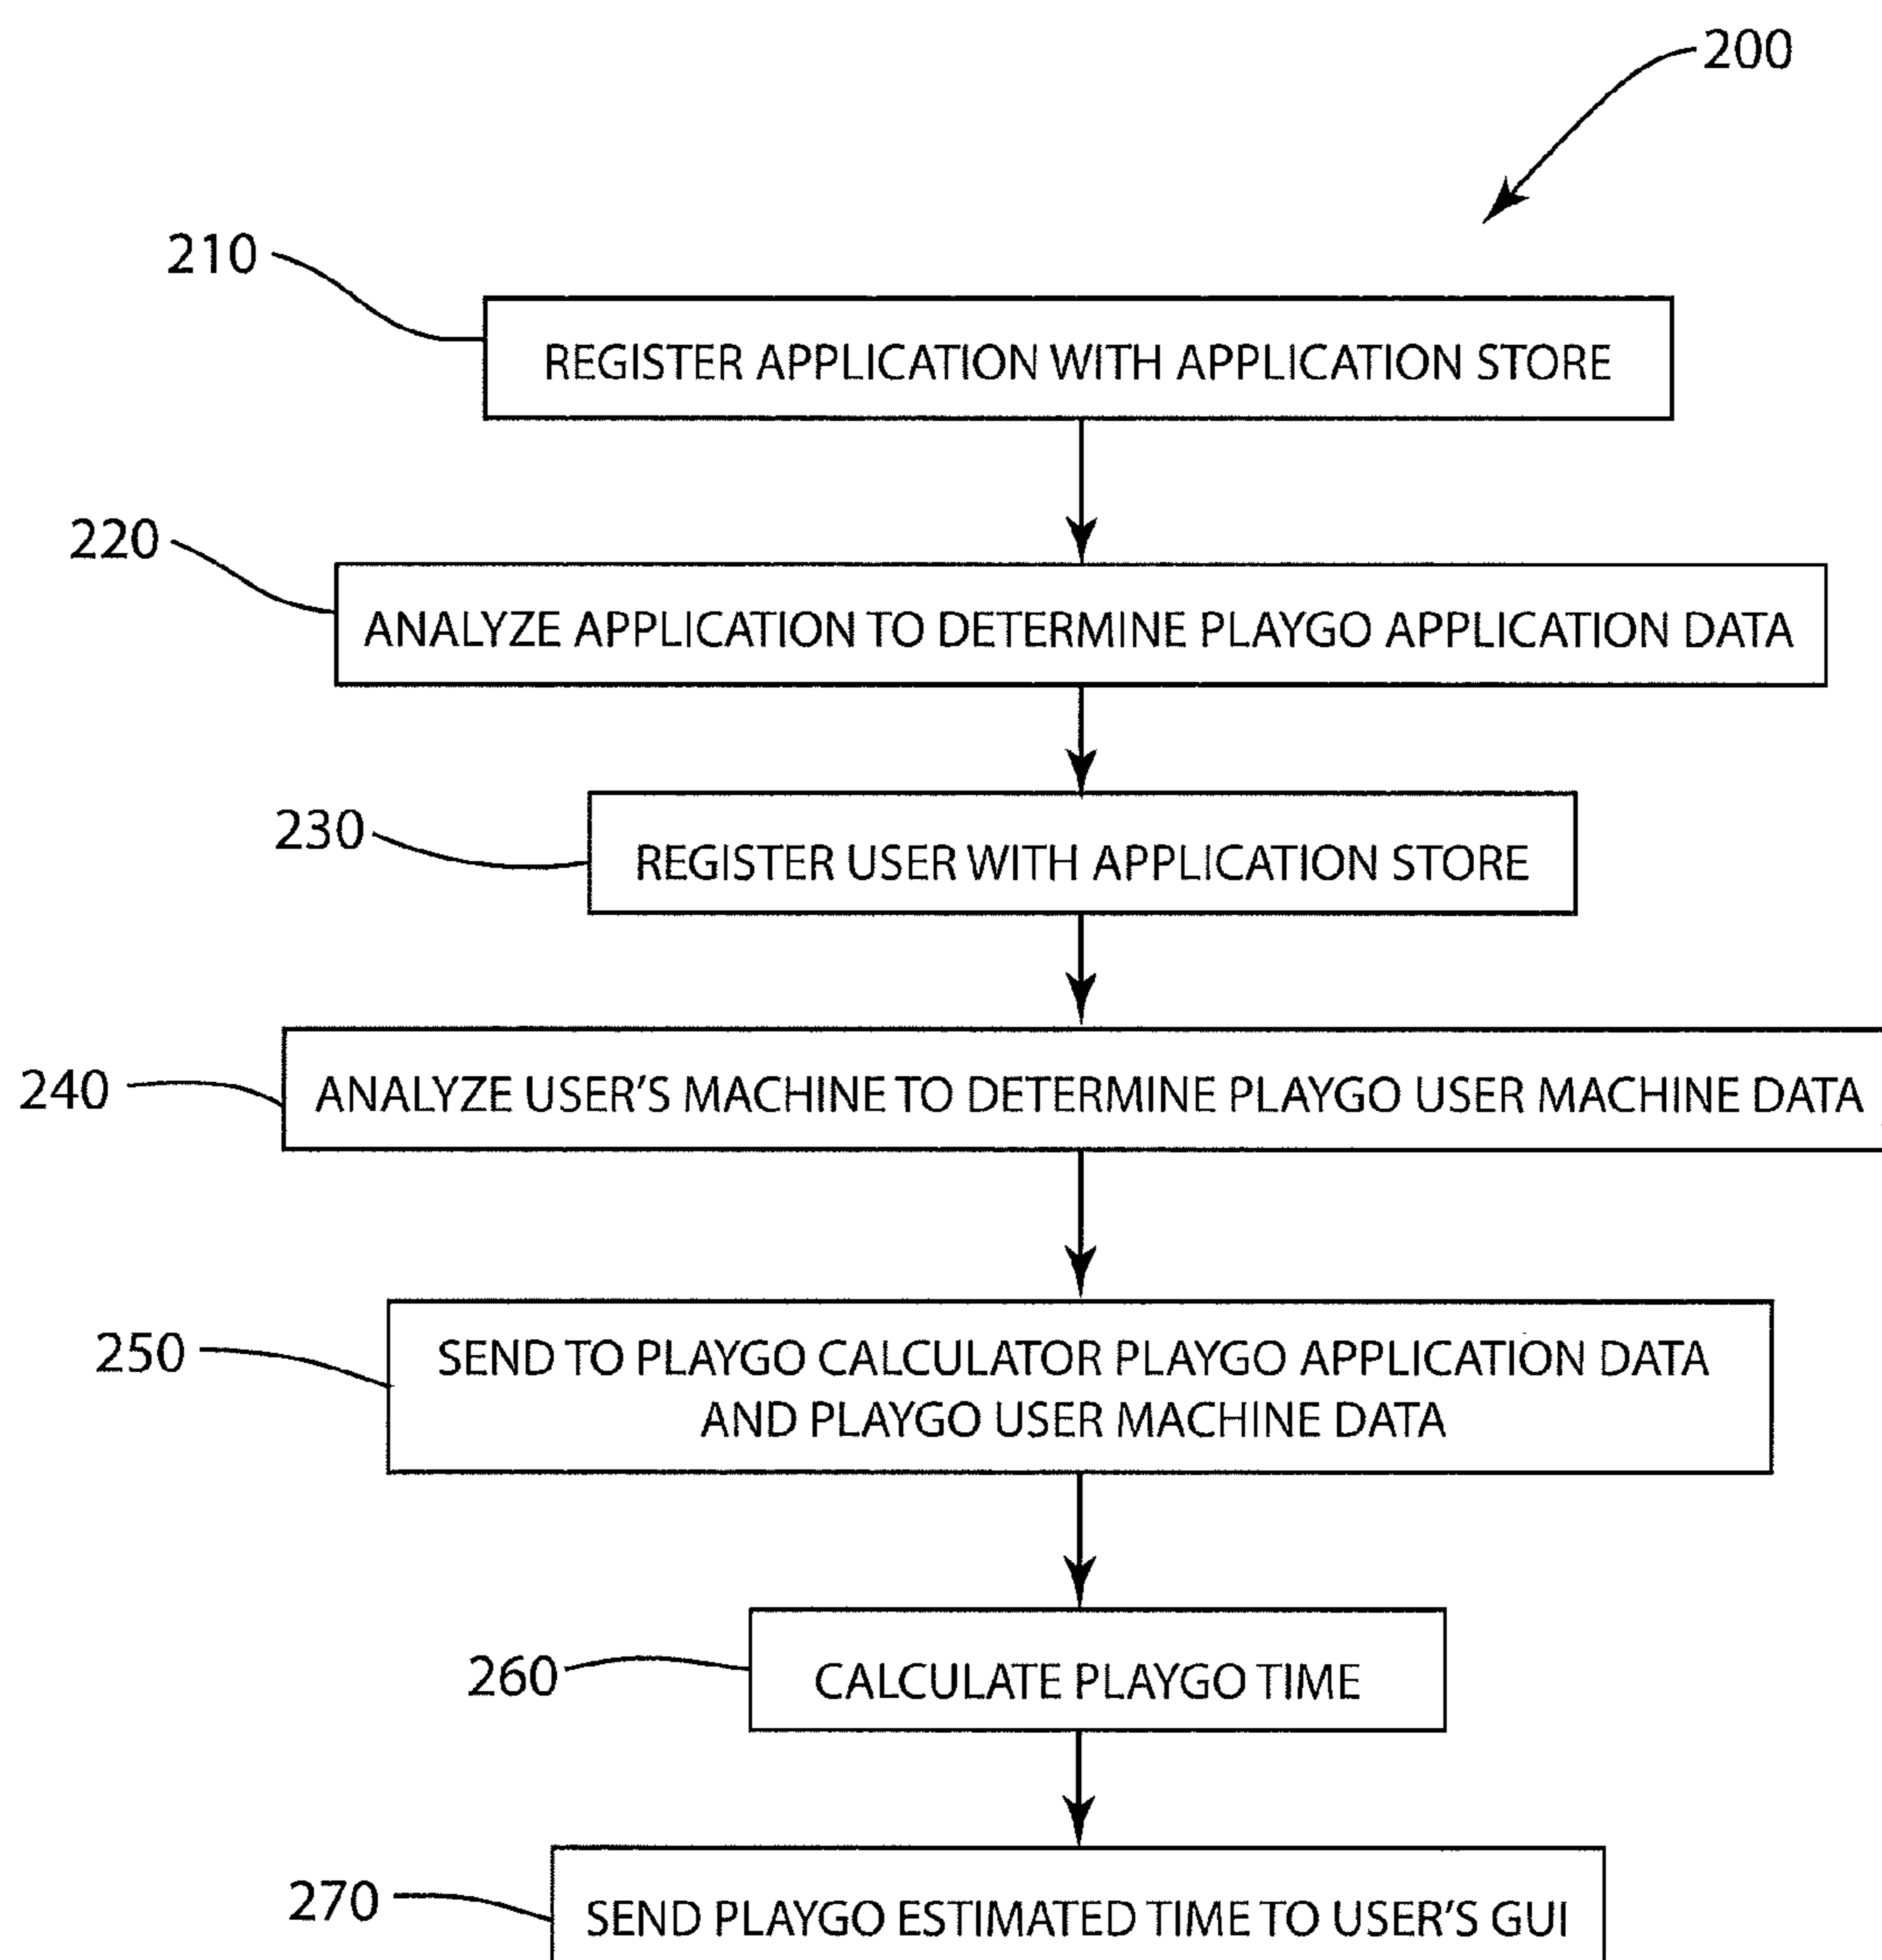 200
210
REGISTER APPLICATION WITH APPLICATION STORE
220
ANALYZE APPLICATION TO DETERMINE PLAYGO APPLICATION DATA
230
REGISTER USER WITH APPLICATION STORE
240
ANALYZE USER'S MACHINE TO DETERMINE PLAYGO USER MACHINE DATA
250
SEND TO PLAYGO CALCULATOR PLAYGO APPLICATION DATA
AND PLAYGO USER MACHINE DATA
260
CALCULATE PLAYGO TIME
270
SEND PLAYGO ESTIMATED TIME TO USER'S GUI